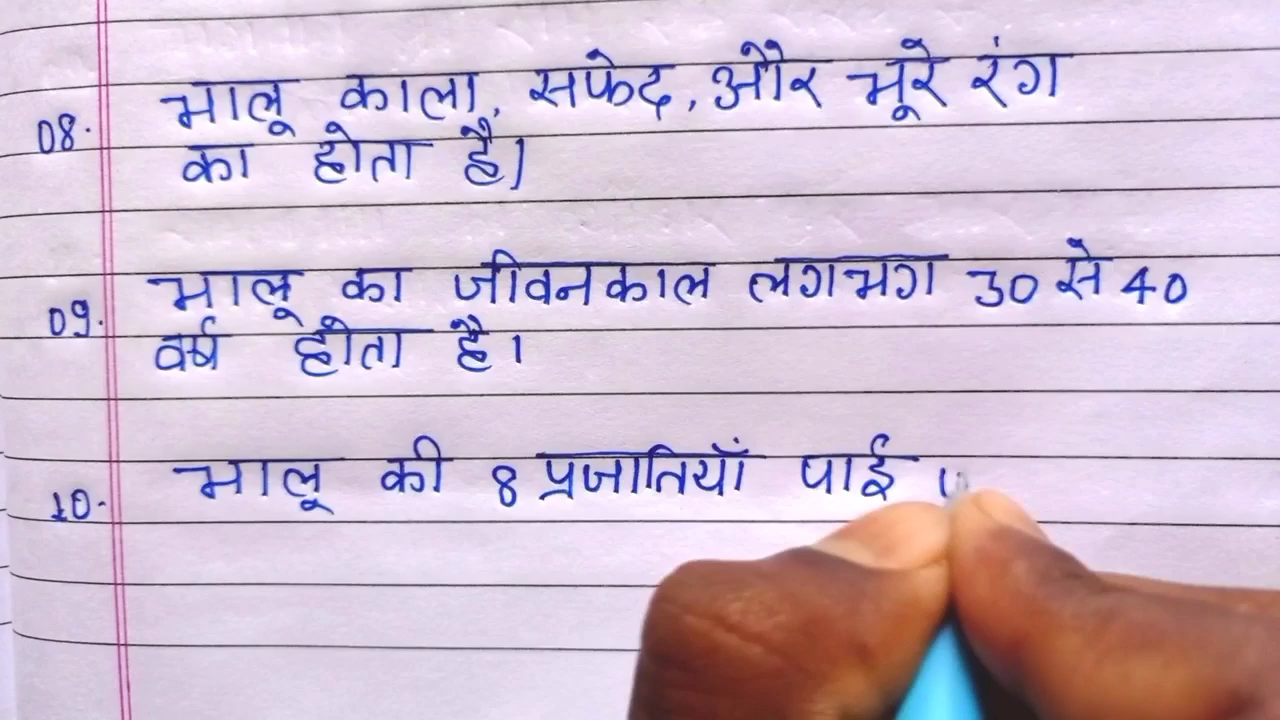 08. भालू काला, सफेद, और भूरे रंग
का होता है।
09. भालू का जीवनकाल लगभग 30 से 40
वर्ष होता है।
10. भालू की 8 प्रजातियाँ पाई